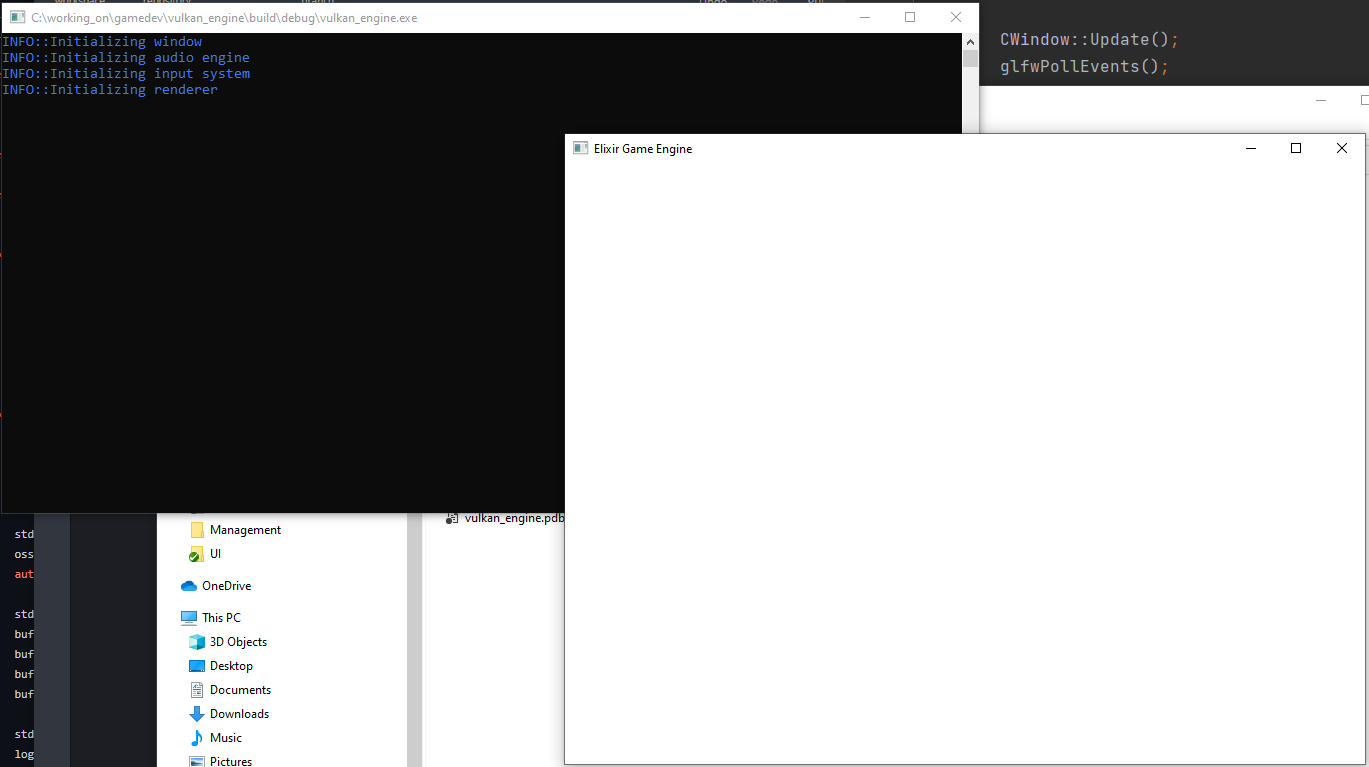 C:\working_on\gamedev\vulkan_engine\build\debug\vulkan_engine.exe
INFO::Initializing window
INFO::Initializing audio engine
INFO::Initializing input system
INFO::Initializing renderer
CWindow::Update();
glfwPollEvents();
Elixir Game Engine
vulkan_engine.pdb
Management
UI
OneDrive
This PC
3D Objects
Desktop
Documents
Downloads
Music
Pictures
std
oss
aut
std
buf
buf
buf
buf
std
log